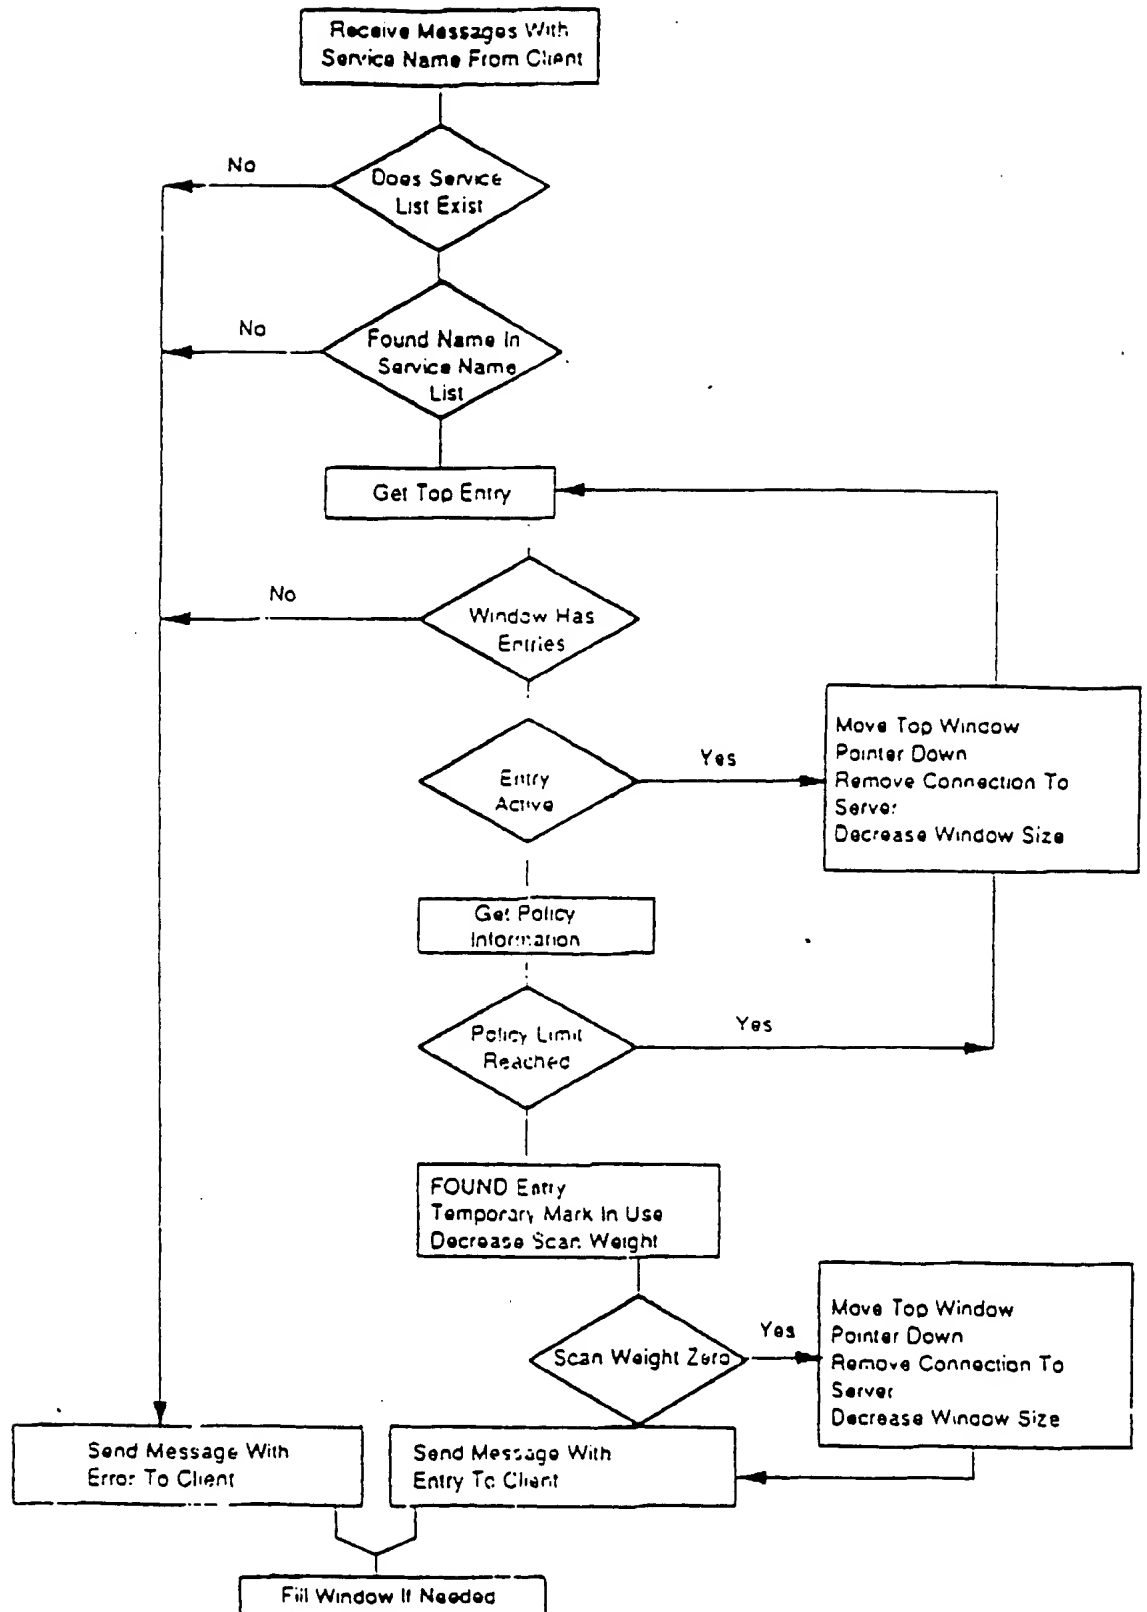 Receive Messages With
Service Name From Client
No
Does Service
List Exist
No
Found Name In
Service Name
List
Get Top Entry
No
Window Has
Entries
Entry
Active
Yes
Move Top Window
Pointer Down
Remove Connection To
Server
Decrease Window Size
Get Policy
Information
Policy Limit
Reached
Yes
FOUND Entry
Temporary Mark In Use
Decrease Scan Weight
Scan Weight Zero
Yes
Move Top Window
Pointer Down
Remove Connection To
Server
Decrease Window Size
Send Message With
Error To Client
Send Message With
Entry To Client
Fill Window If Needed